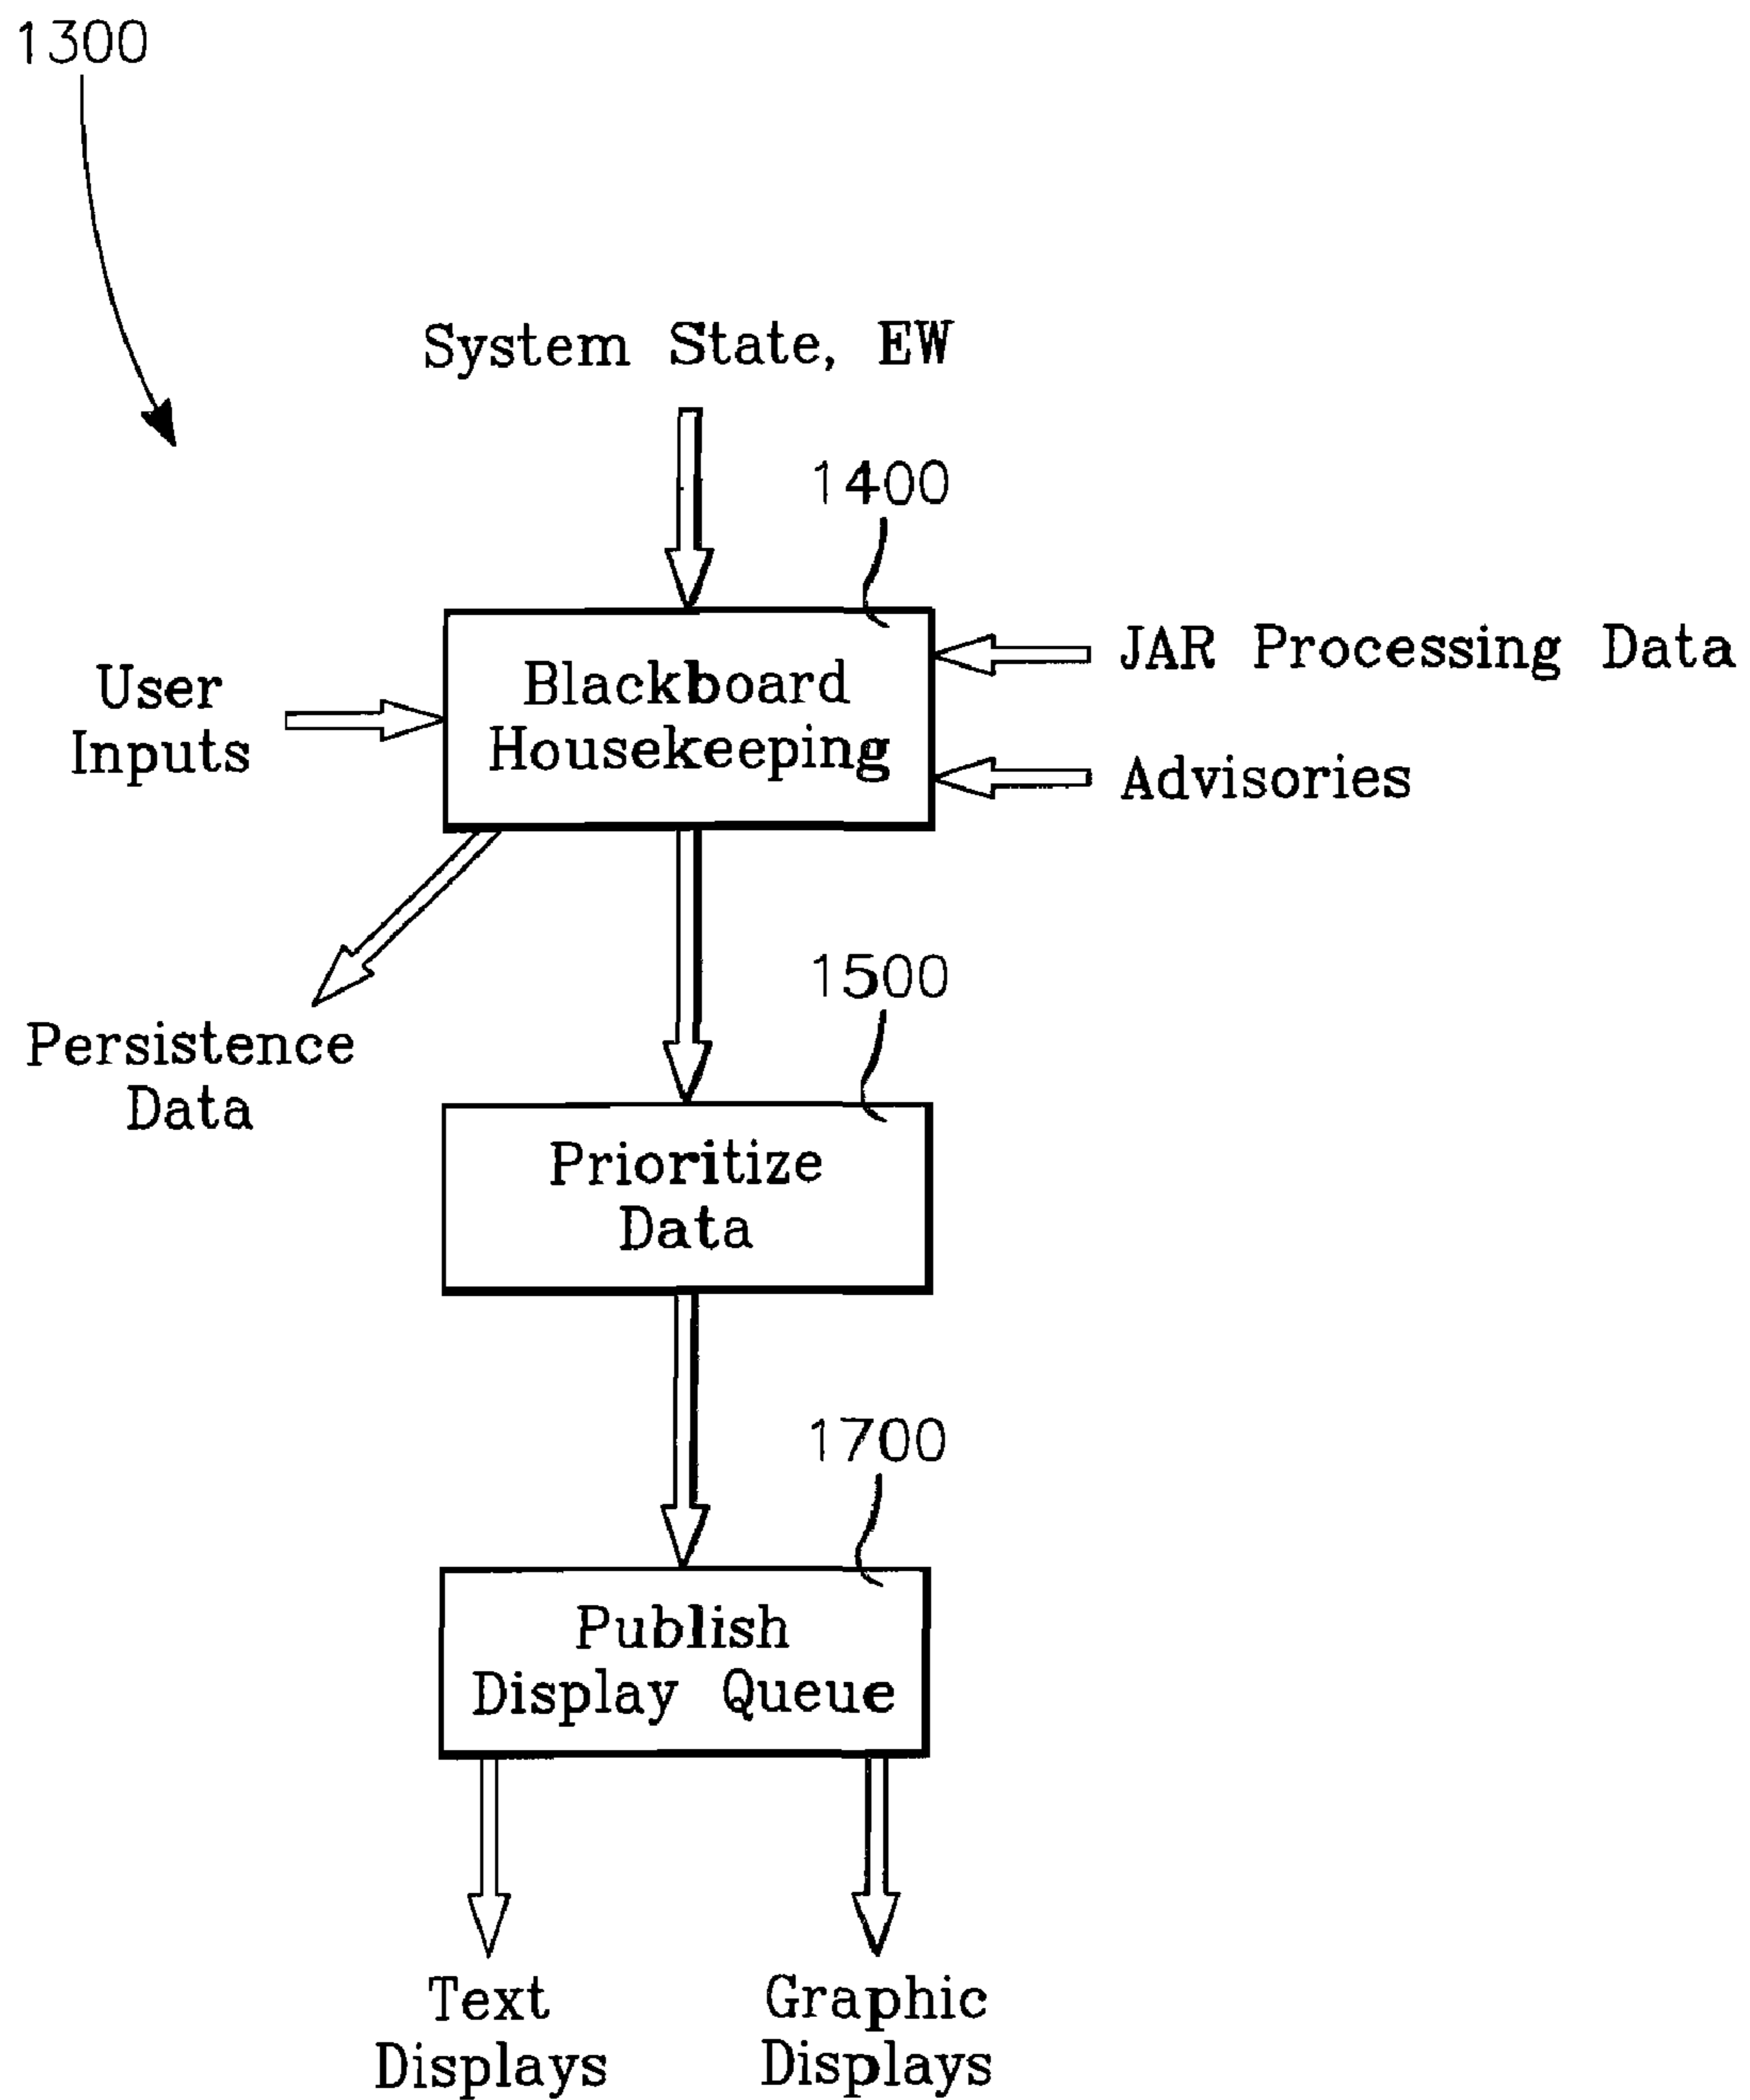 1300
System State, EW
1400
JAR Processing Data
User
Inputs
Blackboard
Housekeeping
Advisories
1500
Persistence
Data
Prioritize
Data
1700
Publish
Display Queue
Text
Displays
Graphic
Displays